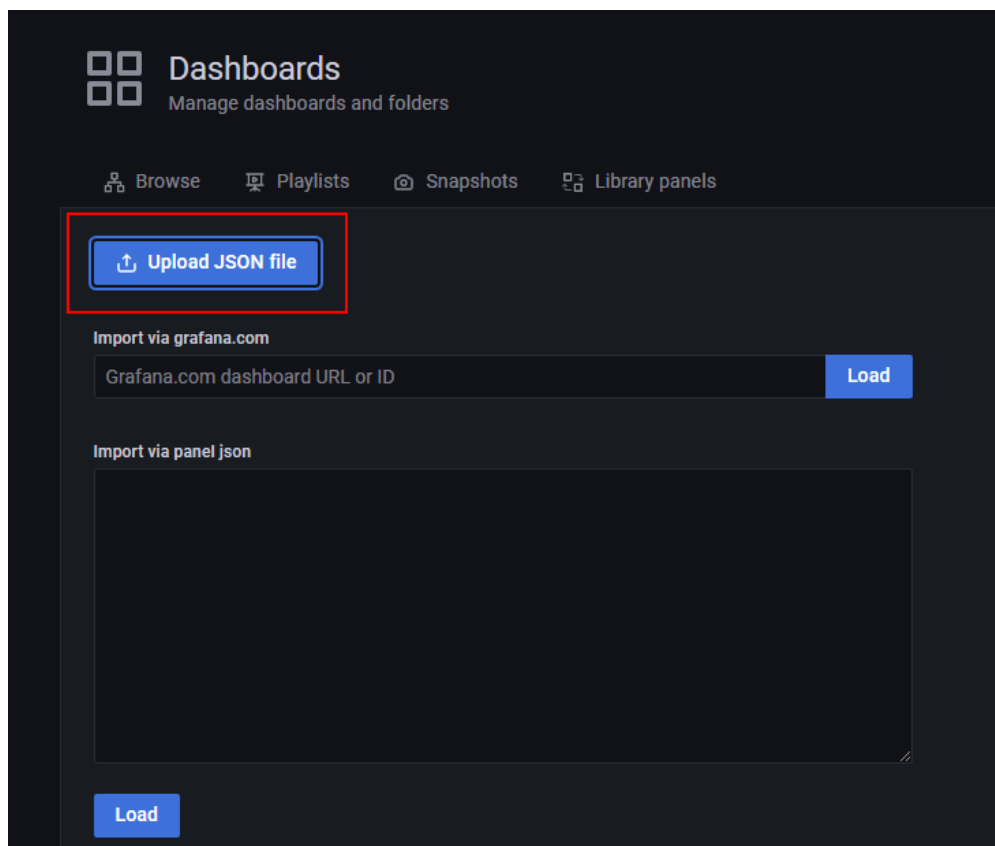 Dashboards
Manage dashboards and folders
Browse Playlists Snapshots Library panels
Upload JSON file
Import via grafana.com
Grafana.com dashboard URL or ID Load
Import via panel json
Load